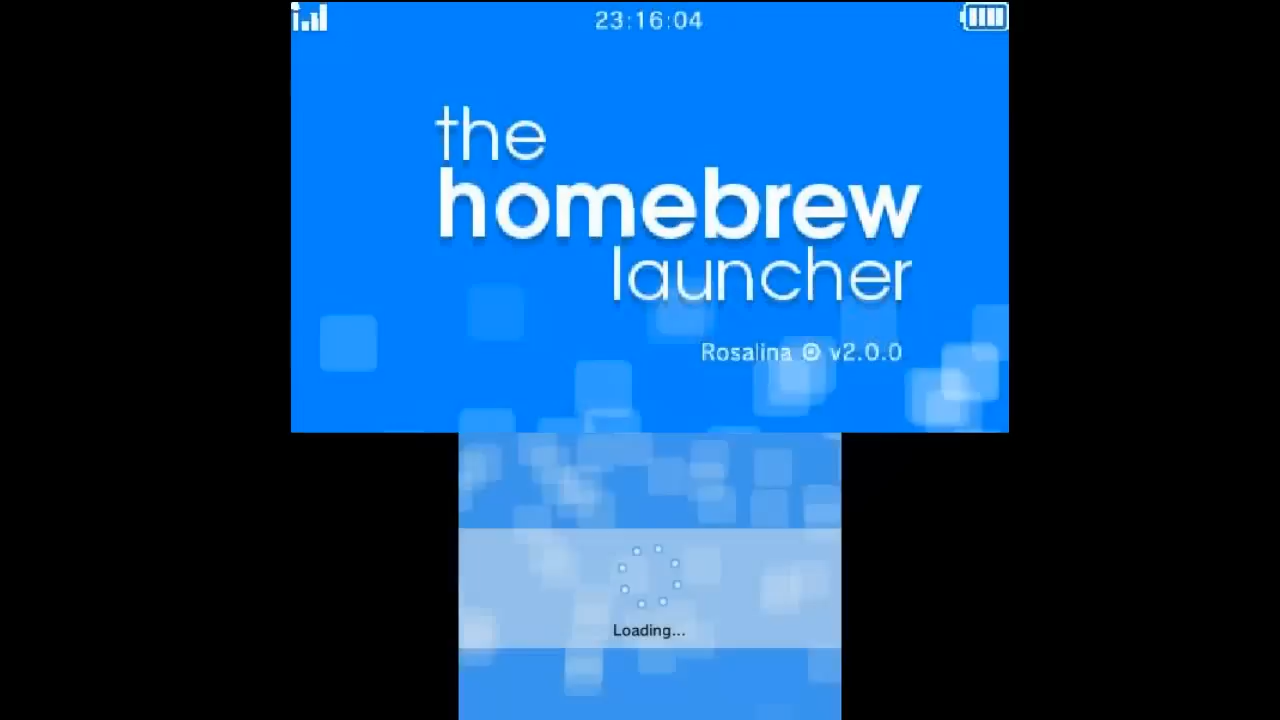 23:16:04
the
homebrew
launcher
Rosalina @ v2.0.0
Loading...